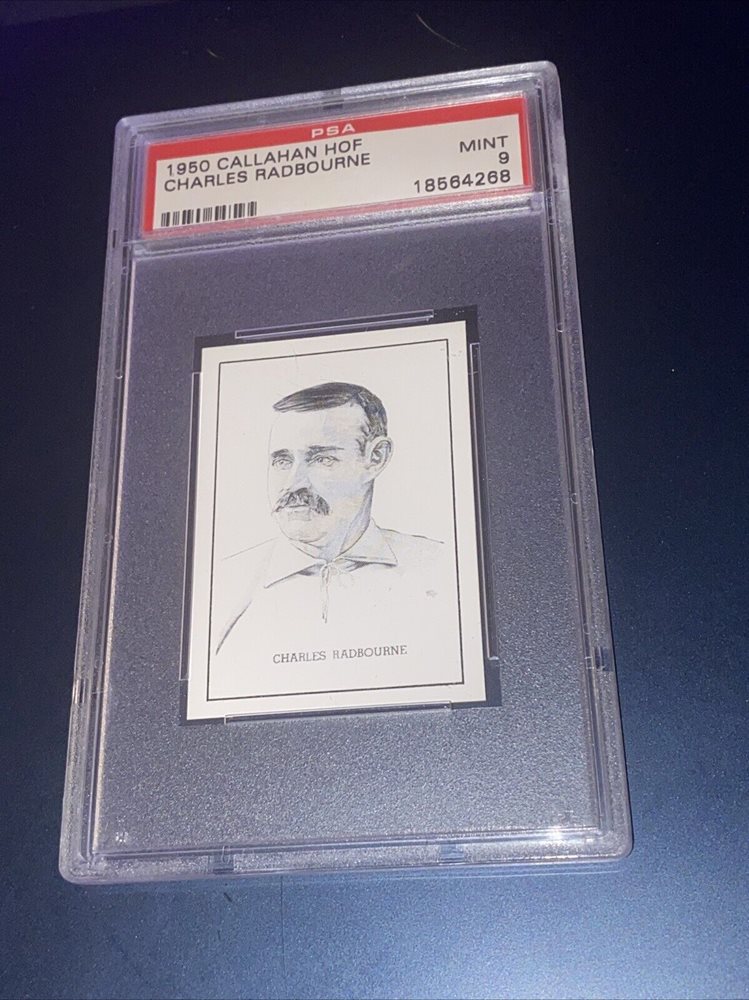 PSA
1950 CALLAHAN HOF
CHARLES RADBOURNE
MINT
9
18564268
CHARLES RADBOURNE